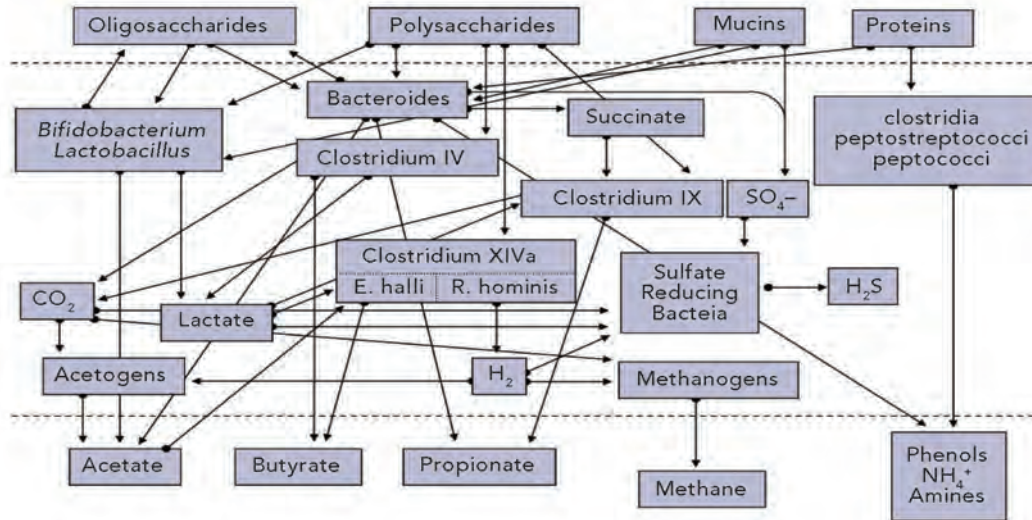 Oligosaccharides
Polysaccharides
Mucins
Proteins
Bacteroides
Bifidobacterium
Lactobacillus
Succinate
clostridia
peptostreptococci
peptococci
Clostridium IV
Clostridium IX
SO₄–
Clostridium XIVa
E. halli
R. hominis
Sulfate
Reducing
Bacteia
H₂S
CO₂
Lactate
Acetogens
H₂
Methanogens
Acetate
Butyrate
Propionate
Methane
Phenols
NH₄⁺
Amines